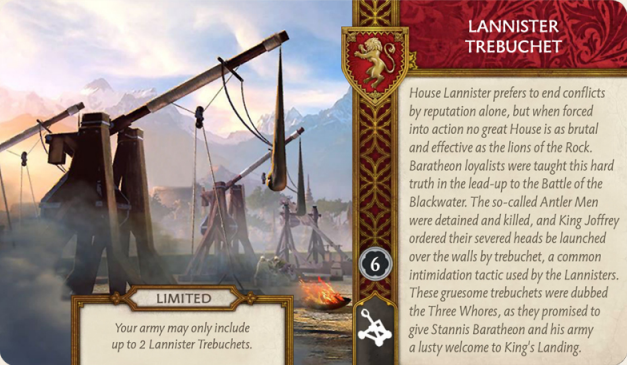 LANNISTER
TREBUCHET
House Lannister prefers to end conflicts
by reputation alone, but when forced
into action no great House is as brutal
and effective as the lions of the Rock.
Baratheon loyalists were taught this hard
truth in the lead-up to the Battle of the
Blackwater. The so-called Antler Men
were detained and killed, and King Joffrey
ordered their severed heads be launched
over the walls by trebuchet, a common
intimidation tactic used by the Lannisters.
These gruesome trebuchets were dubbed
the Three Whores, as they promised to
give Stannis Baratheon and his army
a lusty welcome to King's Landing.
6
LIMITED
Your army may only include
up to 2 Lannister Trebuchets.